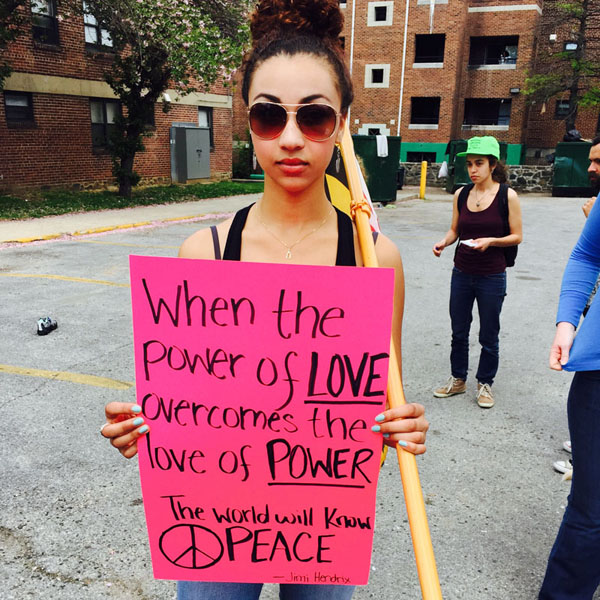 When the
power of LOVE
overcomes the
love of POWER
The world will Know
PEACE
- Jimi Hendrix